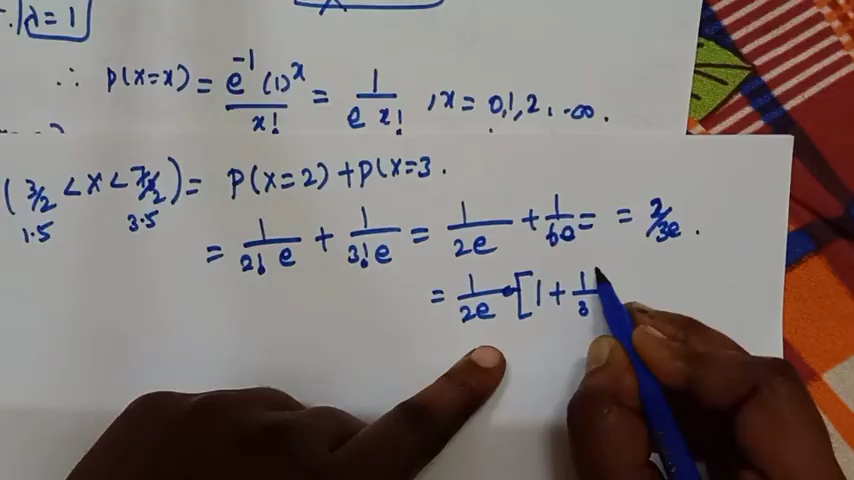 λ = 1
∴ P(X=x) = e^-1 (1)^x / x! = 1 / e x! , x = 0,1,2, ..∞.
(3/2 < X < 7/2) = P(X=2) + P(X=3.
1.5 3.5
= 1 / 2! e + 1 / 3! e = 1 / 2e + 1 / 6e = = 2/3e .
= 1 / 2e [ 1 + 1 / 3